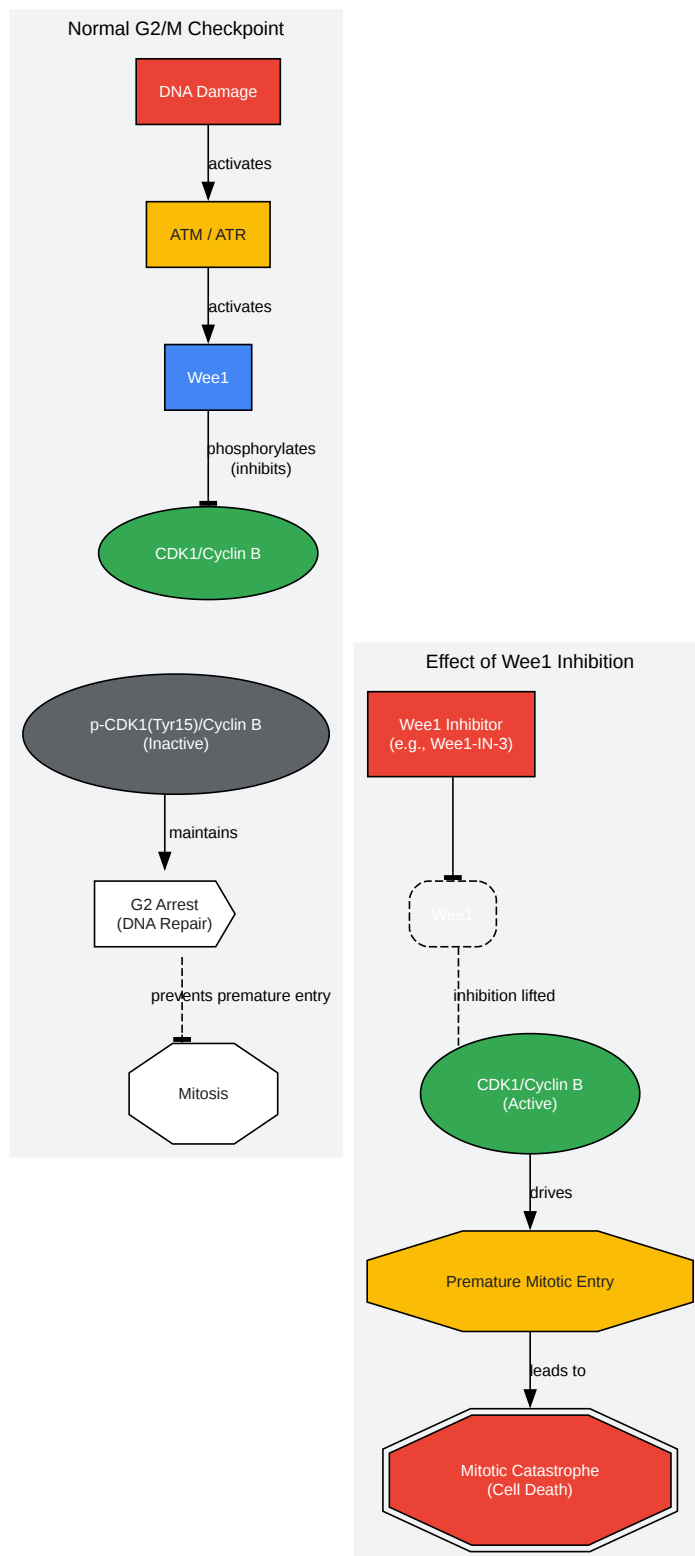 Normal G2/M Checkpoint
DNA Damage
activates
ATM / ATR
activates
Wee1
phosphorylates
(inhibits)
CDK1/Cyclin B
p-CDK1(Tyr15)/Cyclin B
(Inactive)
maintains
G2 Arrest
(DNA Repair)
prevents premature entry
Mitosis
Effect of Wee1 Inhibition
Wee1 Inhibitor
(e.g., Wee1-IN-3)
Wee1
inhibition lifted
CDK1/Cyclin B
(Active)
drives
Premature Mitotic Entry
leads to
Mitotic Catastrophe
(Cell Death)